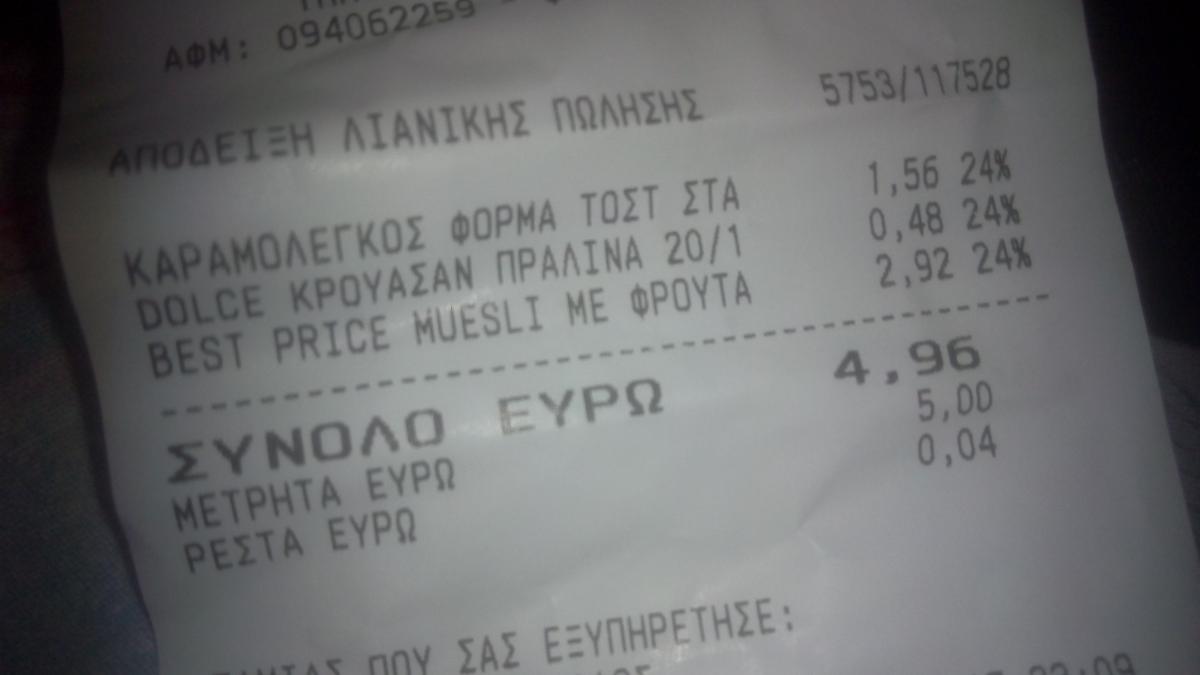 ΑΦΜ: 094062259
ΑΠΟΔΕΙΞΗ ΛΙΑΝΙΚΗΣ ΠΩΛΗΣΗΣ 5753/117528
ΚΑΡΑΜΟΛΕΓΚΟΣ ΦΟΡΜΑ ΤΟΣΤ ΣΤΑ 1,56 24%
DOLCE ΚΡΟΥΑΣΑΝ ΠΡΑΛΙΝΑ 20/1 0,48 24%
BEST PRICE MUESLI ΜΕ ΦΡΟΥΤΑ 2,92 24%
ΣΥΝΟΛΟ ΕΥΡΩ 4,96
ΜΕΤΡΗΤΑ ΕΥΡΩ 5,00
ΡΕΣΤΑ ΕΥΡΩ 0,04
ΠΟΥ ΣΑΣ ΕΞΥΠΗΡΕΤΗΣΕ: